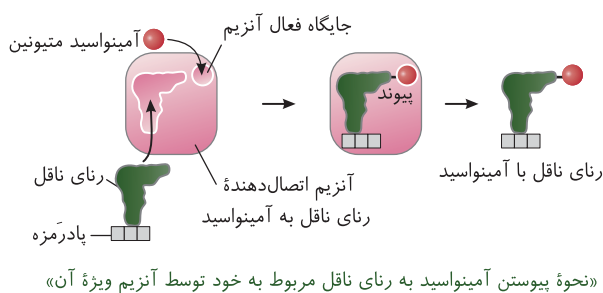 جایگاه فعال آنزیم
آمینواسید متیونین
پیوند
رنای ناقل با آمینواسید
رنای ناقل
آنزیم اتصال‌دهندهٔ
رنای ناقل به آمینواسید
پادرَمزه
«نحوهٔ پیوستن آمینواسید به رنای ناقل مربوط به خود توسط آنزیم ویژهٔ آن»